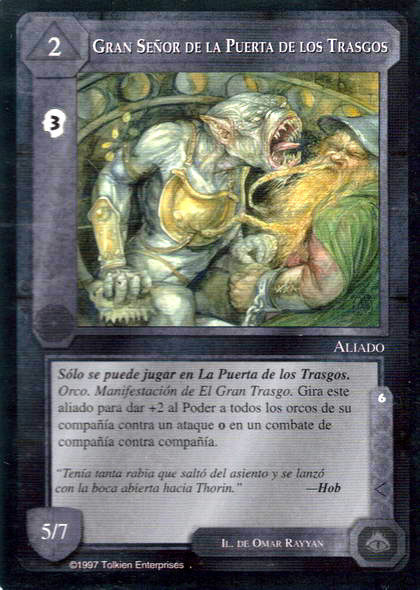 2
GRAN SEÑOR DE LA PUERTA DE LOS TRASGOS
3
ALIADO
Sólo se puede jugar en La Puerta de los Trasgos.
Orco. Manifestación de El Gran Trasgo. Gira este
aliado para dar +2 al Poder a todos los orcos de su
compañía contra un ataque o en un combate de
compañía contra compañía.
6
"Tenía tanta rabia que saltó del asiento y se lanzó
con la boca abierta hacia Thorin." —Hob
5/7
IL. DE OMAR RAYYAN
©1997 Tolkien Enterprises